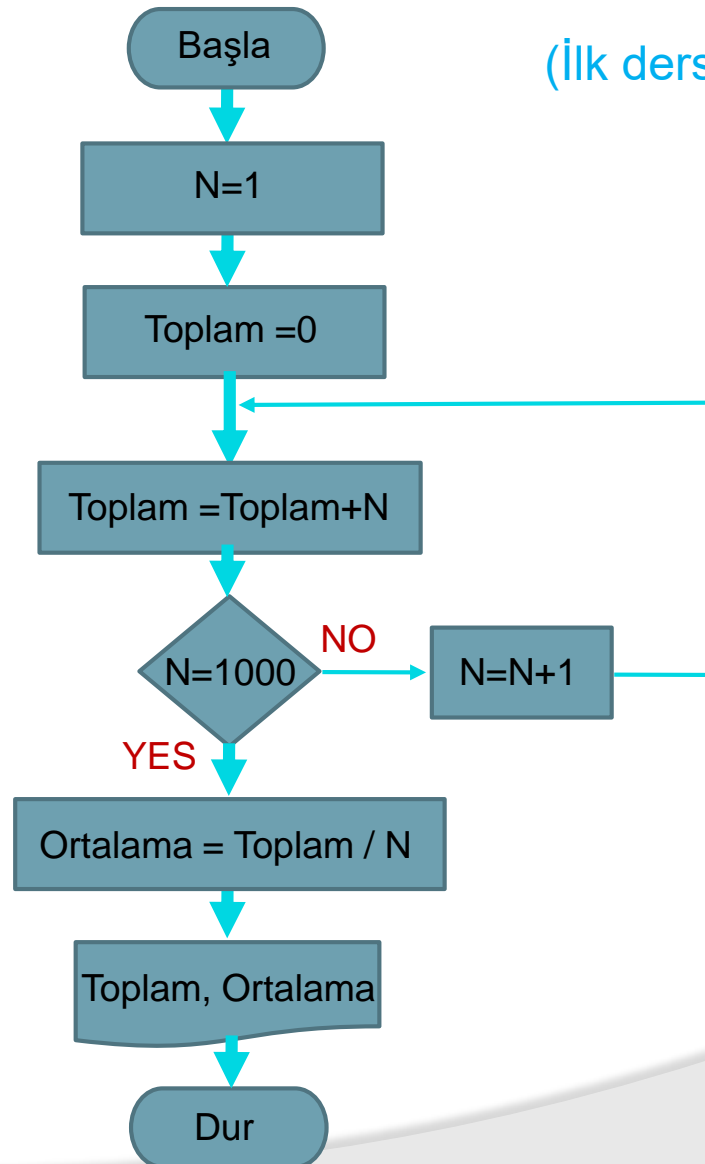 Başla
(İlk ders
N=1
Toplam =0
Toplam =Toplam+N
N=1000
NO
N=N+1
YES
Ortalama = Toplam / N
Toplam, Ortalama
Dur